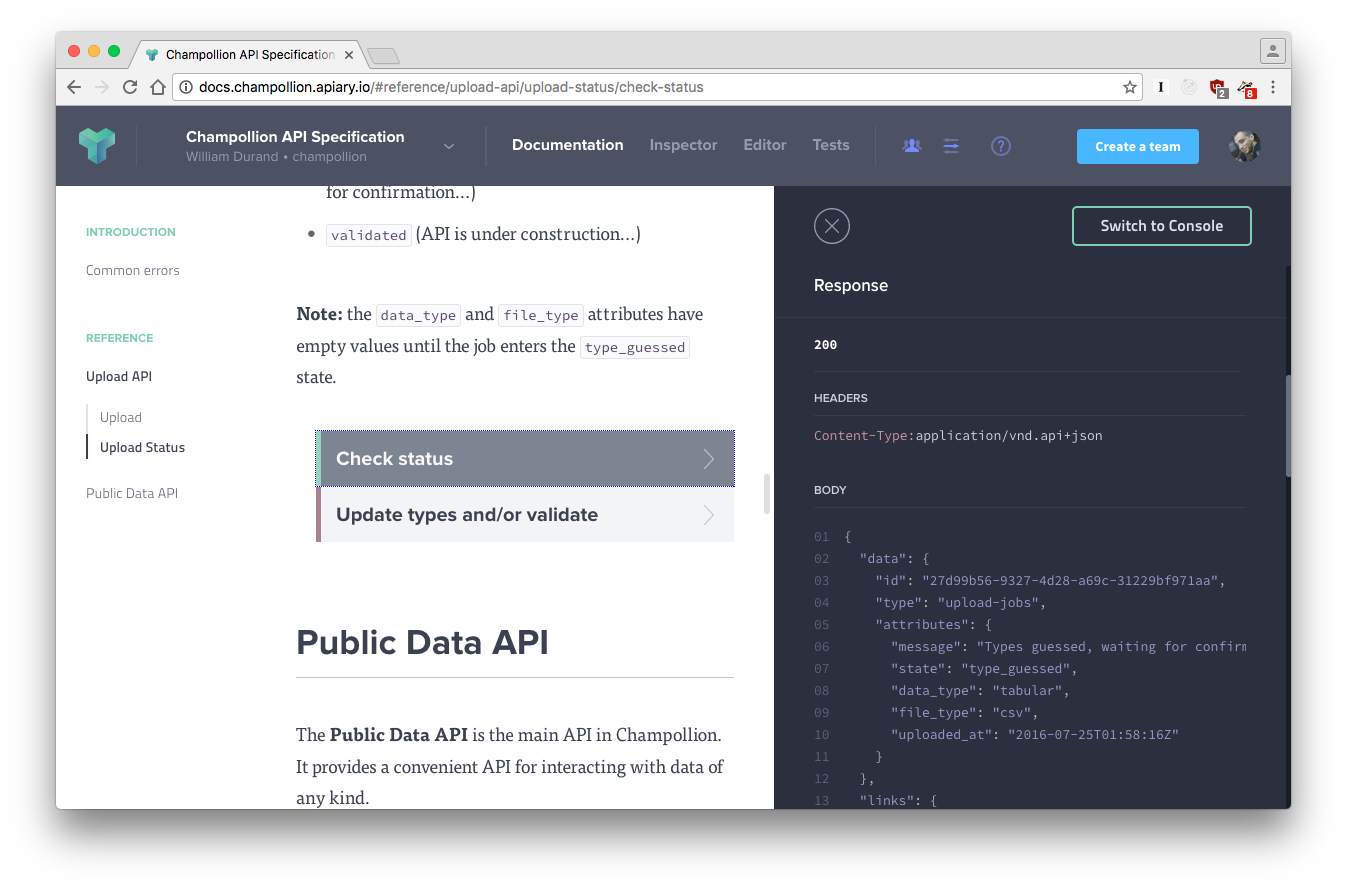 Champollion API Specification
docs.champollion.apiary.io/#reference/upload-api/upload-status/check-status
I
2
8
Champollion API Specification
William Durand • champollion
Documentation
Inspector
Editor
Tests
?
Create a team
INTRODUCTION
Common errors
REFERENCE
Upload API
Upload
Upload Status
Public Data API
for confirmation…)
• validated (API is under construction…)
Note: the data_type and file_type attributes have
empty values until the job enters the type_guessed
state.
Check status
Update types and/or validate
Public Data API
The Public Data API is the main API in Champollion.
It provides a convenient API for interacting with data of
any kind.
Switch to Console
Response
200
HEADERS
Content-Type:application/vnd.api+json
BODY
01 {
02 "data": {
03 "id": "27d99b56-9327-4d28-a69c-31229bf971aa",
04 "type": "upload-jobs",
05 "attributes": {
06 "message": "Types guessed, waiting for confirm
07 "state": "type_guessed",
08 "data_type": "tabular",
09 "file_type": "csv",
10 "uploaded_at": "2016-07-25T01:58:16Z"
11 }
12 },
13 "links": {